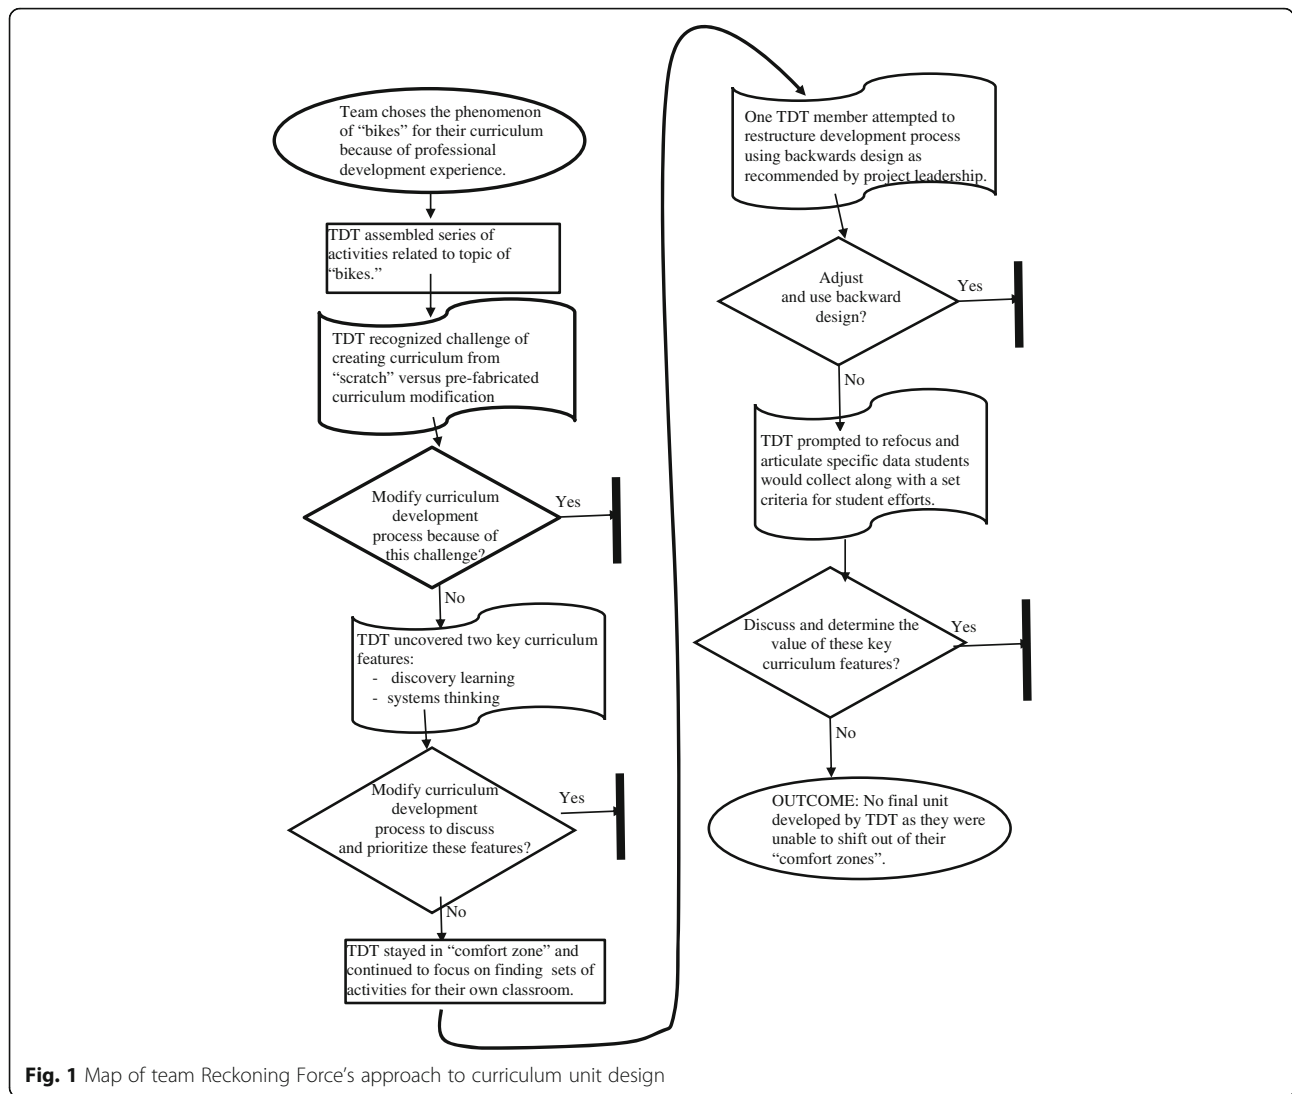 Team choses the phenomenon
of “bikes” for their curriculum
because of professional
development experience.
TDT assembled series of
activities related to topic of
“bikes.”
TDT recognized challenge of
creating curriculum from
“scratch” versus pre-fabricated
curriculum modification
Modify curriculum
development
process because of
this challenge?
Yes
No
TDT uncovered two key curriculum
features:
- discovery learning
- systems thinking
Modify curriculum
development
process to discuss
and prioritize these features?
Yes
No
TDT stayed in “comfort zone” and
continued to focus on finding sets of
activities for their own classroom.
One TDT member attempted to
restructure development process
using backwards design as
recommended by project leadership.
Adjust
and use backward
design?
Yes
No
TDT prompted to refocus and
articulate specific data students
would collect along with a set
criteria for student efforts.
Discuss and determine the
value of these key
curriculum features?
Yes
No
OUTCOME: No final unit
developed by TDT as they were
unable to shift out of their
“comfort zones”.
Fig. 1 Map of team Reckoning Force’s approach to curriculum unit design